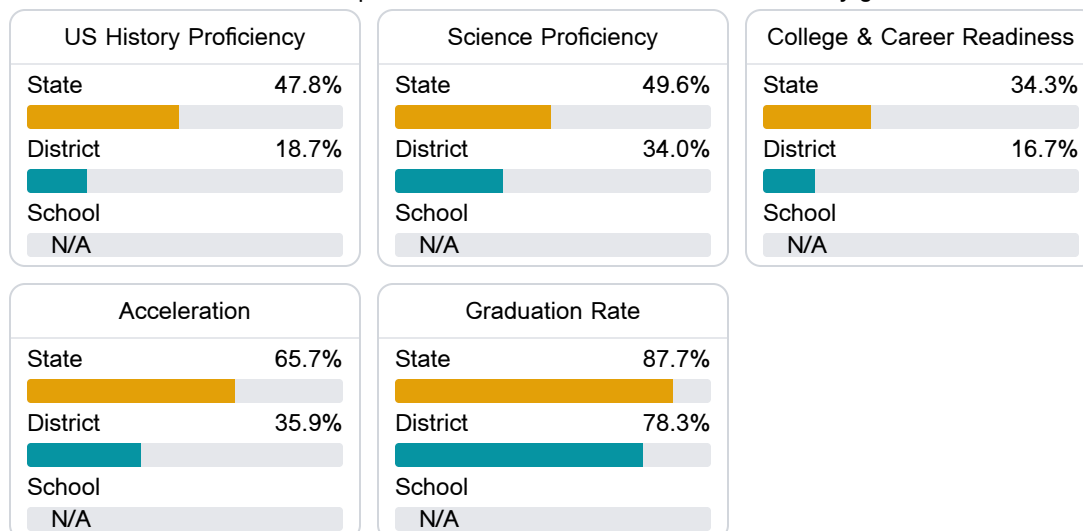 US History Proficiency
State 47.8%
District 18.7%
School
N/A
Science Proficiency
State 49.6%
District 34.0%
School
N/A
College & Career Readiness
State 34.3%
District 16.7%
School
N/A
Acceleration
State 65.7%
District 35.9%
School
N/A
Graduation Rate
State 87.7%
District 78.3%
School
N/A